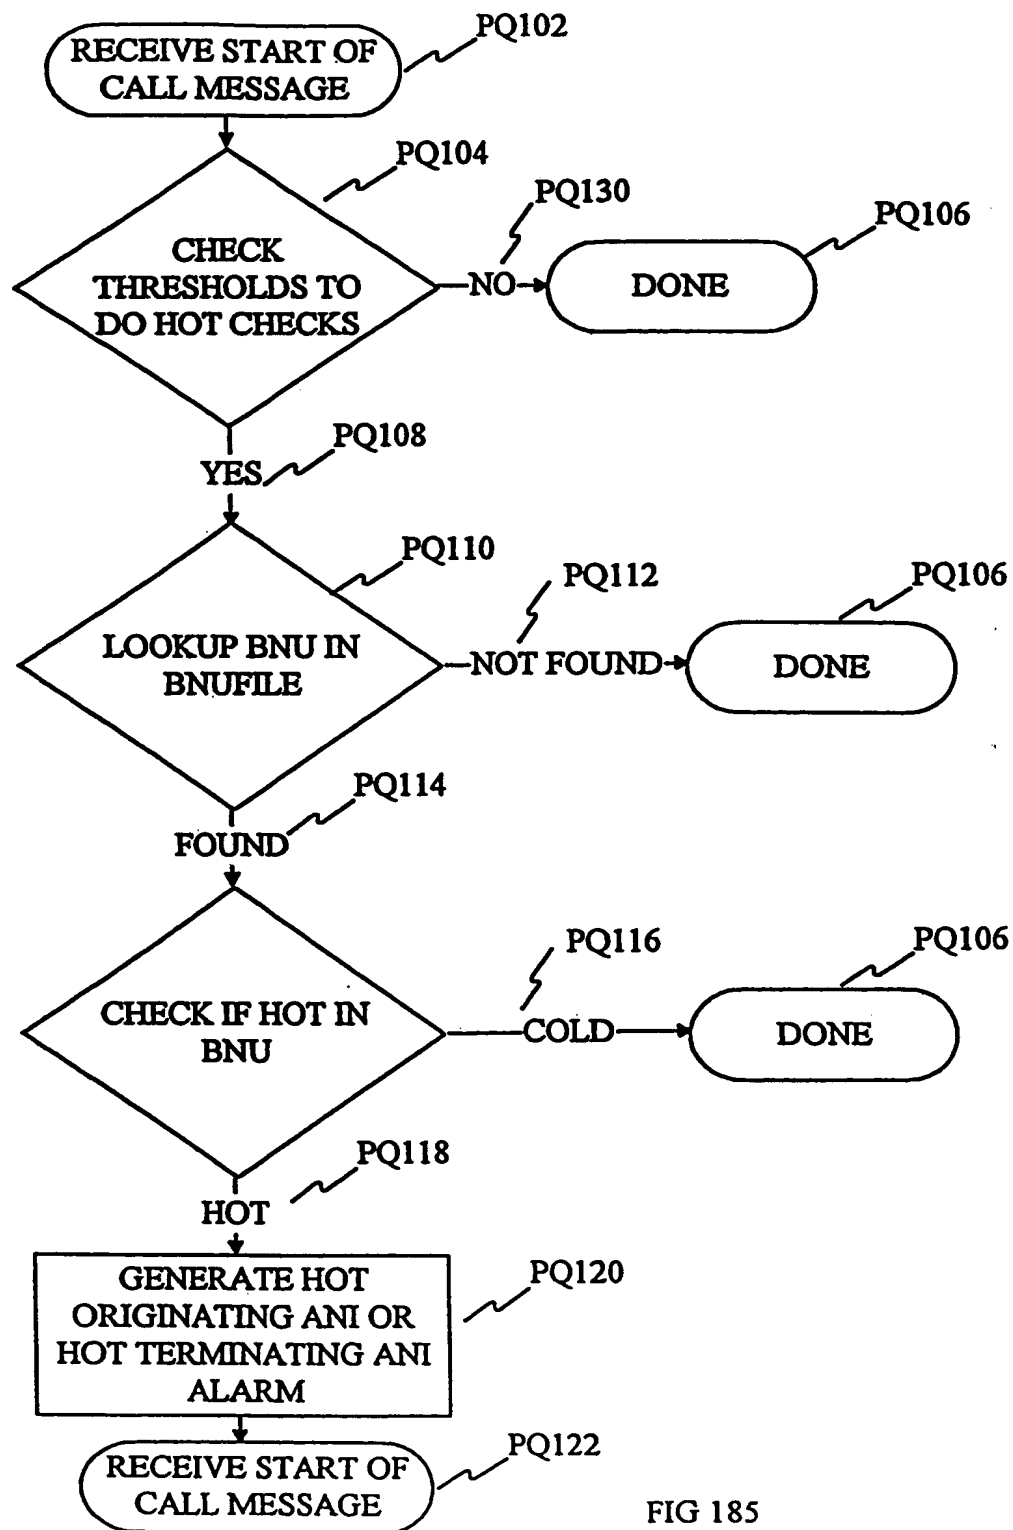 PQ102
RECEIVE START OF
CALL MESSAGE
PQ104
PQ130
PQ106
CHECK
THRESHOLDS TO
DO HOT CHECKS
NO
DONE
PQ108
YES
PQ110
PQ112
PQ106
LOOKUP BNU IN
BNUFILE
NOT FOUND
DONE
PQ114
FOUND
PQ116
PQ106
CHECK IF HOT IN
BNU
COLD
DONE
PQ118
HOT
PQ120
GENERATE HOT
ORIGINATING ANI OR
HOT TERMINATING ANI
ALARM
PQ122
RECEIVE START OF
CALL MESSAGE
FIG 185